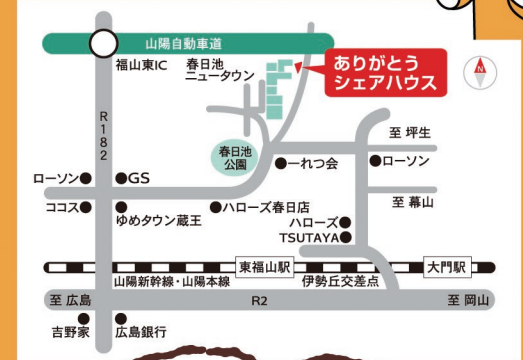 山陽自動車道
福山東IC
春日池
ニュータウン
ありがとう
シェアハウス
N
R182
春日池
公園
一れつ会
至 坪生
ローソン
ローソン
GS
ココス
ゆめタウン蔵王
ハローズ春日店
至 幕山
ハローズ
TSUTAYA
東福山駅
大門駅
山陽新幹線・山陽本線
伊勢丘交差点
至 広島
R2
至 岡山
吉野家
広島銀行